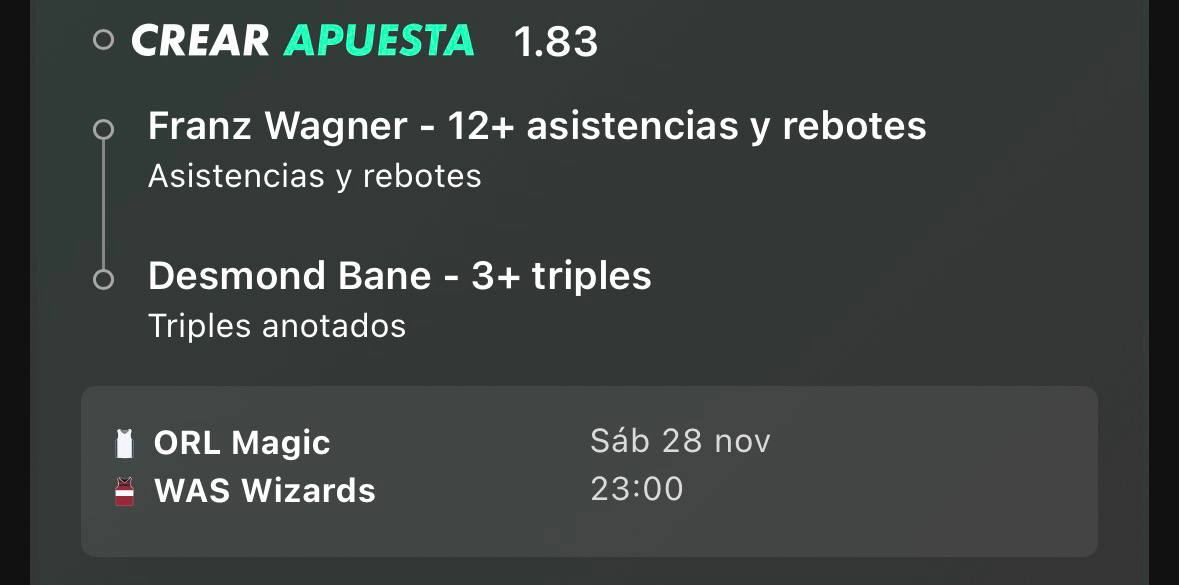 CREAR APUESTA 1.83
Franz Wagner - 12+ asistencias y rebotes
Asistencias y rebotes
Desmond Bane - 3+ triples
Triples anotados
ORL Magic
WAS Wizards
Sáb 28 nov
23:00